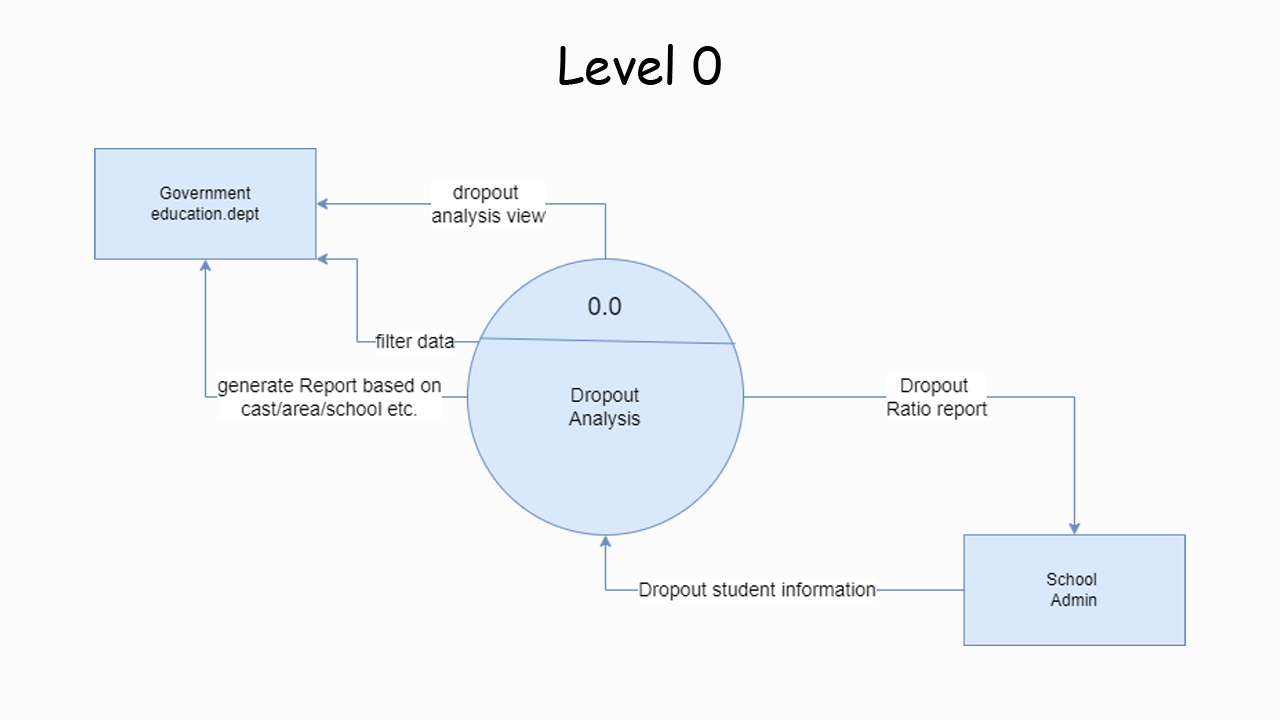 Level 0
Government
education.dept
dropout
analysis view
0.0
filter data
generate Report based on
cast/area/school etc.
Dropout
Analysis
Dropout
Ratio report
Dropout student information
School
Admin